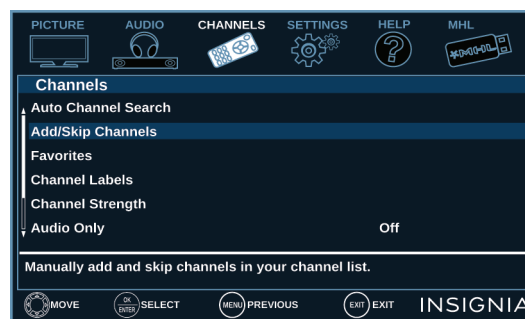 PICTURE AUDIO CHANNELS SETTINGS HELP MHL
Channels
Auto Channel Search
Add/Skip Channels
Favorites
Channel Labels
Channel Strength
Audio Only Off
Manually add and skip channels in your channel list.
MOVE OK ENTER SELECT MENU PREVIOUS EXIT EXIT INSIGNIA